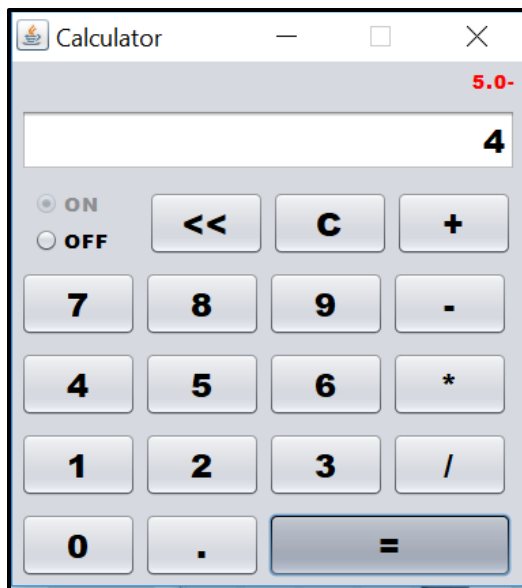 Calculator
5.0-
4
ON
OFF
<< C +
7 8 9 -
4 5 6 *
1 2 3 /
0 . =